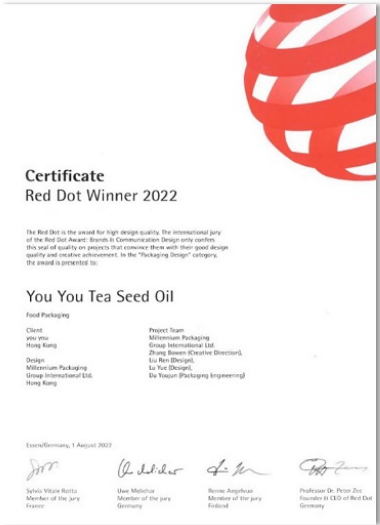 Certificate
Red Dot Winner 2022
The Red Dot is the award for high design quality. The international jury
of the Red Dot Award: Brands & Communication Design only confers
this seal of quality on projects that convince them with their good design
quality and creative achievement. In the "Packaging Design" category,
the award is presented to:
You You Tea Seed Oil
Food Packaging
Client
you you
Hong Kong
Design
Millennium Packaging
Group International Ltd.
Hong Kong
Project Team
Millennium Packaging
Group International Ltd.
Zhang Bowen (Creative Direction),
Liu Ren (Design),
Lu Yue (Design),
Da Youjun (Packaging Engineering)
Essen/Germany, 1 August 2022
Sylvia Vitale Rotta
Member of the jury
France
Uwe Melichar
Member of the jury
Germany
Member of the jury
Finland
Professor Dr. Peter Zec
Founder & CEO of Red Dot
Germany